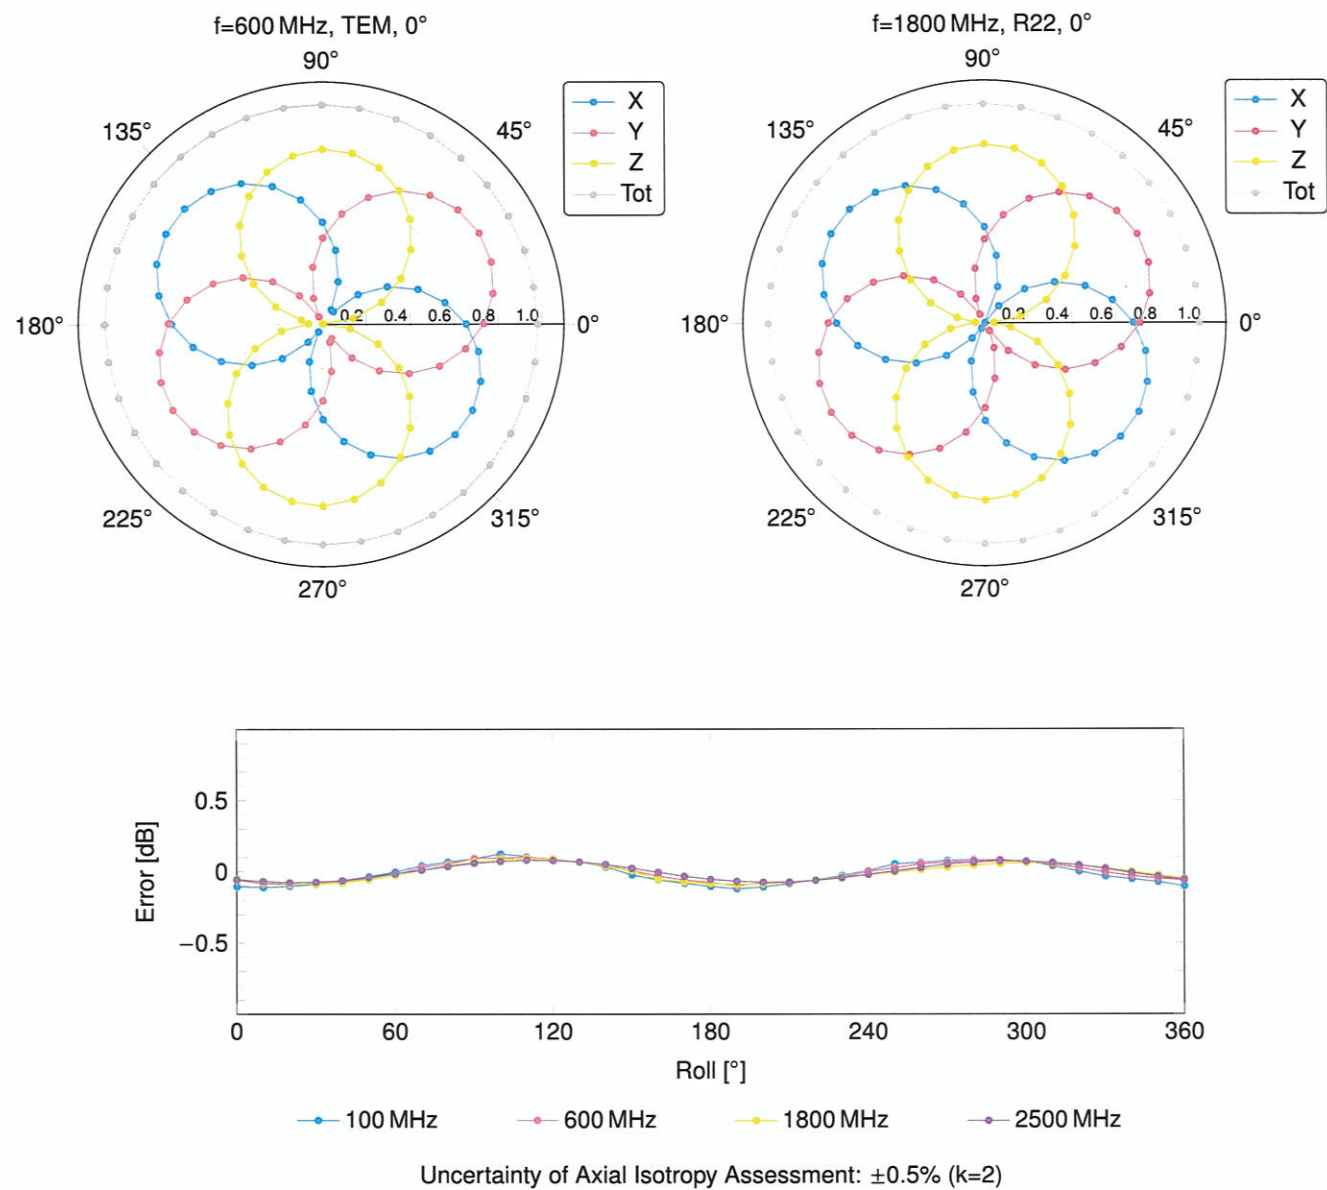 f=600 MHz, TEM, 0°
90°
135°
45°
X
Y
Z
Tot
180°
0.2 0.4 0.6 0.8 1.0
0°
225°
315°
270°
f=1800 MHz, R22, 0°
90°
135°
45°
X
Y
Z
Tot
180°
0.2 0.4 0.6 0.8 1.0
0°
225°
315°
270°
Error [dB]
0.5
0
−0.5
0 60 120 180 240 300 360
Roll [°]
100 MHz 600 MHz 1800 MHz 2500 MHz
Uncertainty of Axial Isotropy Assessment: ±0.5% (k=2)